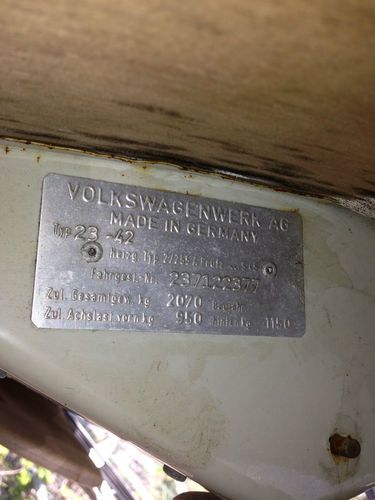 VOLKSWAGENWERK AG
MADE IN GERMANY
Typ 23 -42
Fahrgest.-Nr. 237122377
Zul. Gesamtgew. kg 2070 Baujahr
Zul. Achslast vorn kg 950 hinten kg 1150